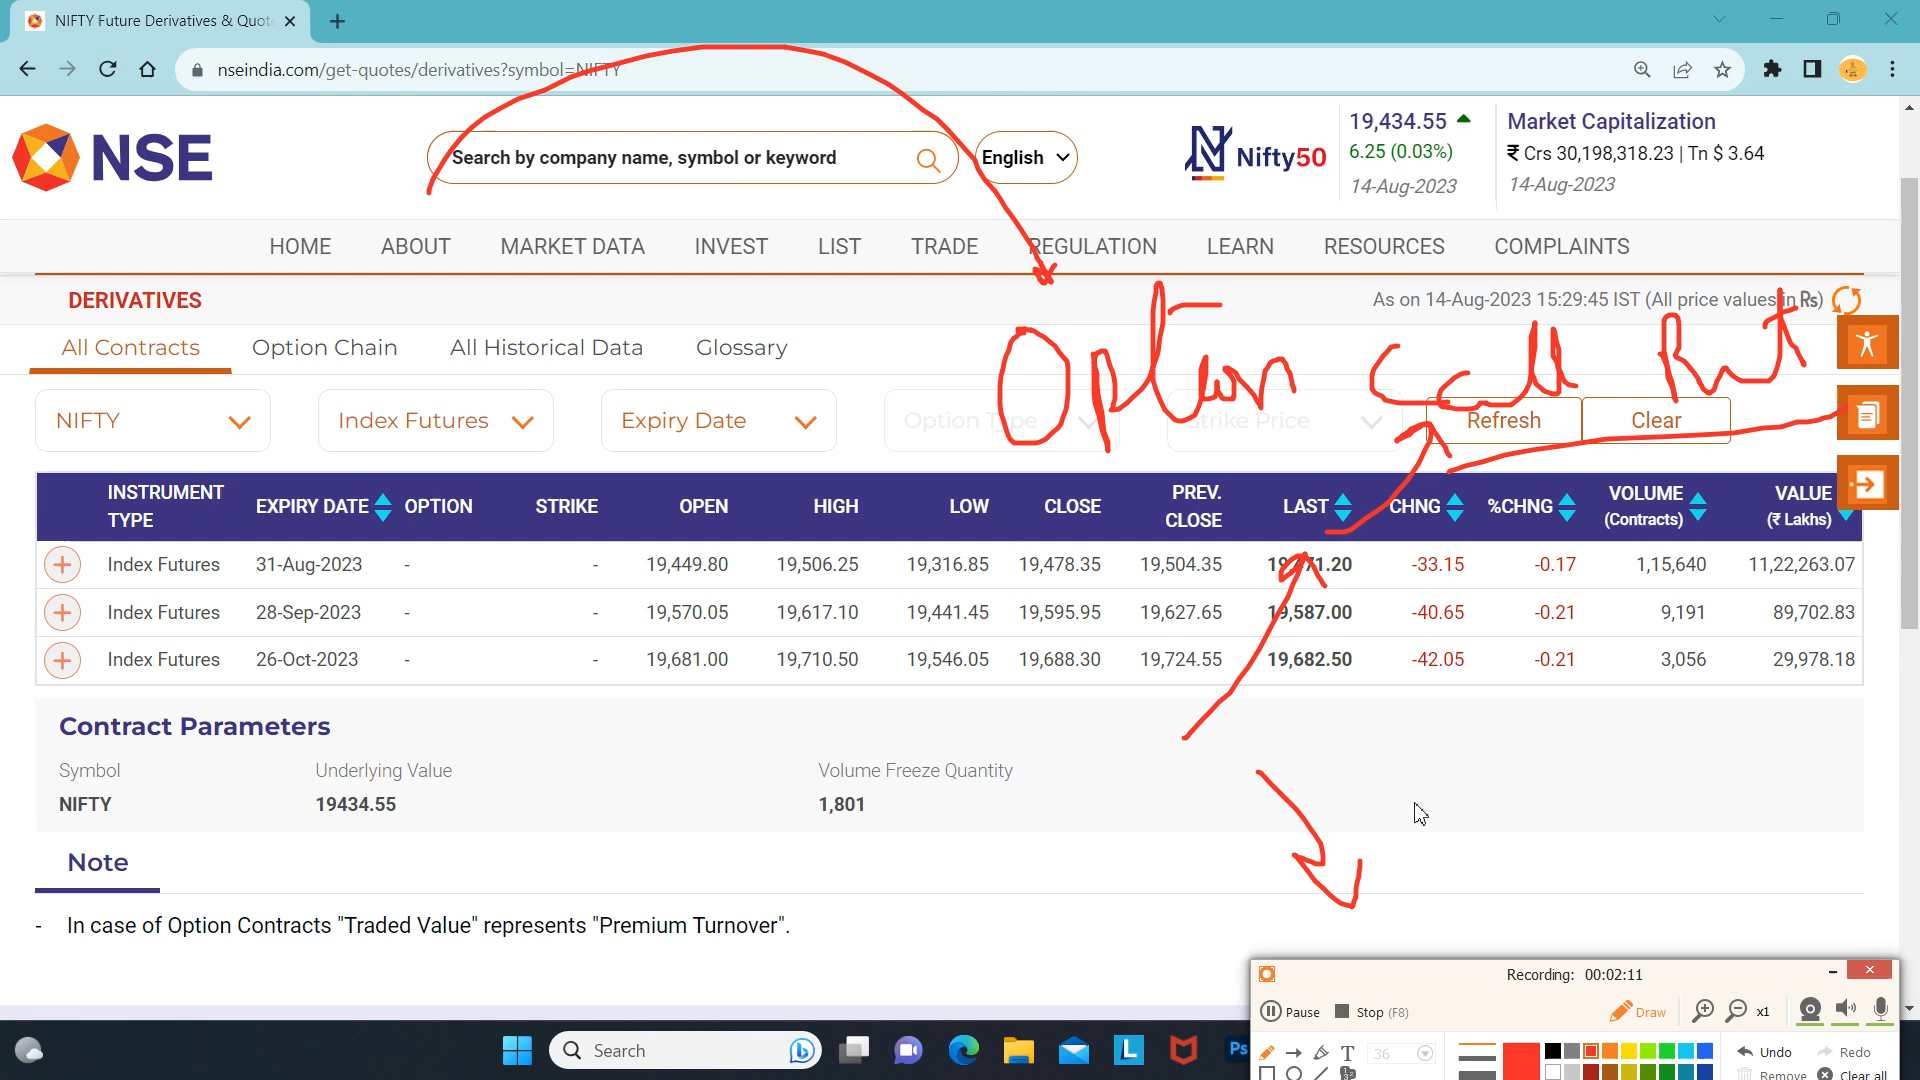 NIFTY Future Derivatives & Quot
nseindia.com/get-quotes/derivatives?symbol=NIFTY
NSE
Search by company name, symbol or keyword
English
Nifty50
19,434.55
6.25 (0.03%)
14-Aug-2023
Market Capitalization
₹ Crs 30,198,318.23 | Tn $ 3.64
14-Aug-2023
HOME ABOUT MARKET DATA INVEST LIST TRADE REGULATION LEARN RESOURCES COMPLAINTS
DERIVATIVES
As on 14-Aug-2023 15:29:45 IST (All price values in Rs)
All Contracts Option Chain All Historical Data Glossary
Option Call Put
NIFTY Index Futures Expiry Date Option Type Strike Price Refresh Clear
INSTRUMENT TYPE EXPIRY DATE OPTION STRIKE OPEN HIGH LOW CLOSE PREV. CLOSE LAST CHNG %CHNG VOLUME (Contracts) VALUE (₹ Lakhs)
Index Futures 31-Aug-2023 - - 19,449.80 19,506.25 19,316.85 19,478.35 19,504.35 19,471.20 -33.15 -0.17 1,15,640 11,22,263.07
Index Futures 28-Sep-2023 - - 19,570.05 19,617.10 19,441.45 19,595.95 19,627.65 19,587.00 -40.65 -0.21 9,191 89,702.83
Index Futures 26-Oct-2023 - - 19,681.00 19,710.50 19,546.05 19,688.30 19,724.55 19,682.50 -42.05 -0.21 3,056 29,978.18
Contract Parameters
Symbol Underlying Value Volume Freeze Quantity
NIFTY 19434.55 1,801
Note
- In case of Option Contracts "Traded Value" represents "Premium Turnover".
Recording: 00:02:11
Pause Stop (F8) Draw x1
Search
L
Ps
T 36 Undo Redo
Remove Clear all